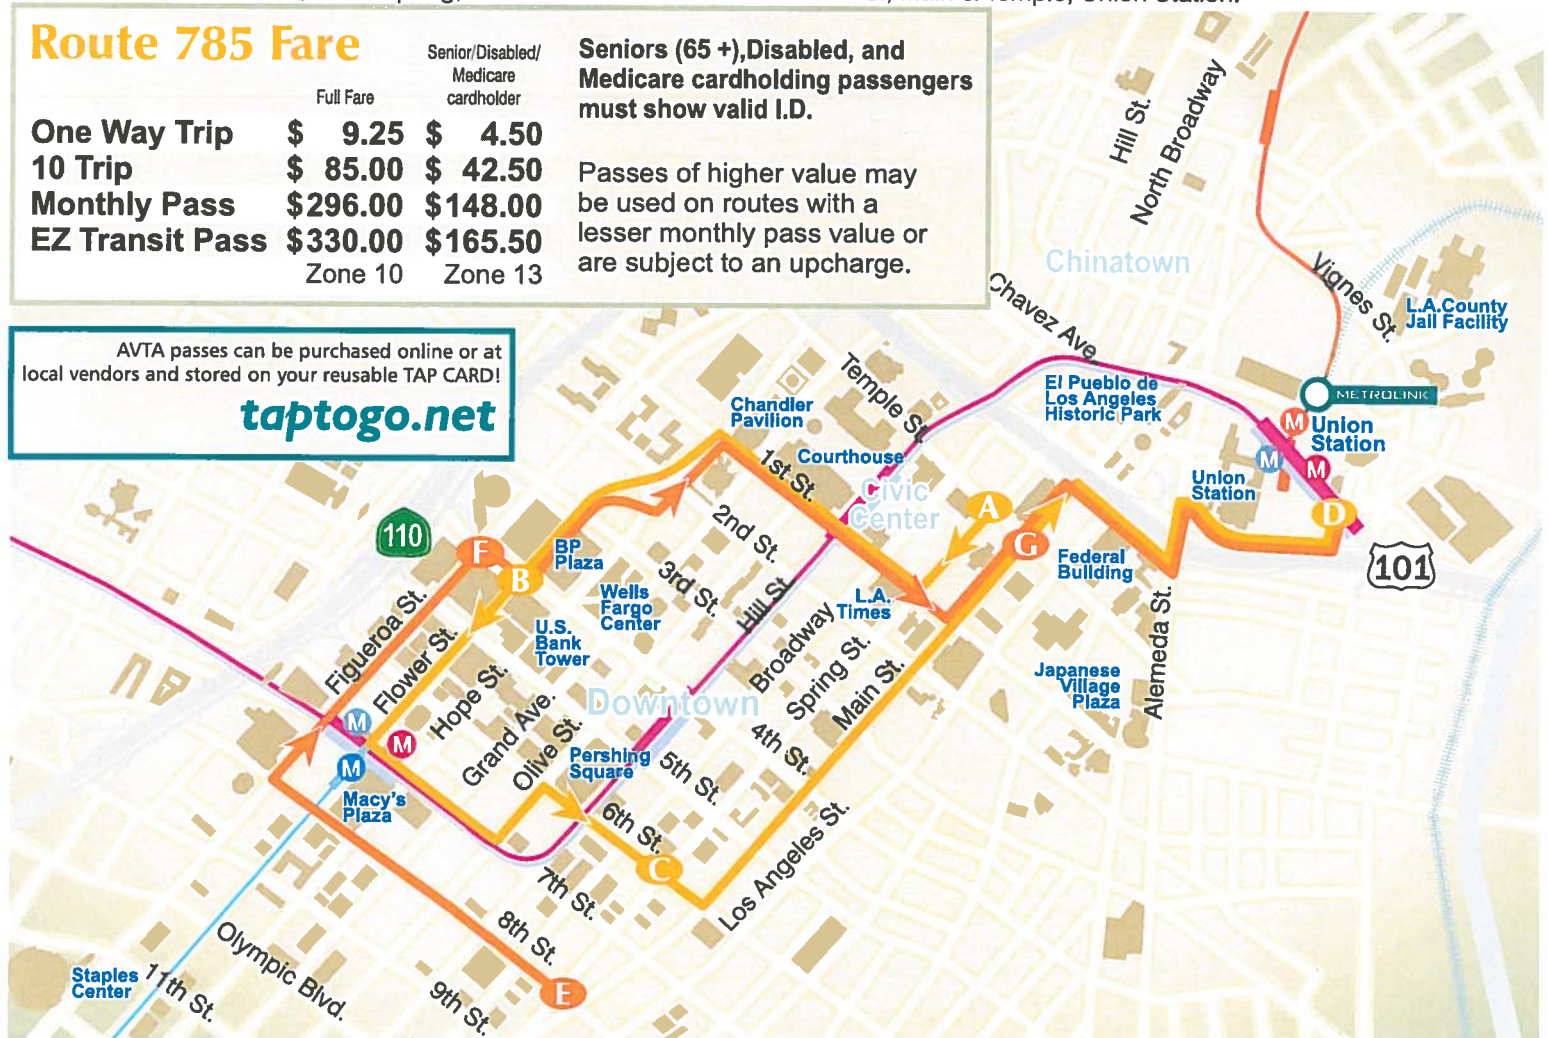 Route 785 Fare
Senior/Disabled/
Medicare
cardholder
Full Fare
One Way Trip $ 9.25 $ 4.50
10 Trip $ 85.00 $ 42.50
Monthly Pass $296.00 $148.00
EZ Transit Pass $330.00 $165.50
Zone 10 Zone 13
Seniors (65 +),Disabled, and
Medicare cardholding passengers
must show valid I.D.
Passes of higher value may
be used on routes with a
lesser monthly pass value or
are subject to an upcharge.
AVTA passes can be purchased online or at
local vendors and stored on your reusable TAP CARD!
taptogo.net
Hill St.
North Broadway
Chinatown
Chavez Ave.
Vignes St.
L.A.County
Jail Facility
METROLINK
El Pueblo de
Los Angeles
Historic Park
M
Union
Station
M
M
Union
Station
D
101
Temple St.
Chandler
Pavilion
Courthouse
1st St.
Civic
Center
A
G
Federal
Building
2nd St.
110
F
B
BP
Plaza
3rd St.
Wells
Fargo
Center
Hill St.
L.A.
Times
U.S.
Bank
Tower
Figueroa St.
Flower St.
Hope St.
Grand Ave.
Olive St.
Downtown
Broadway
Spring St.
Main St.
Japanese
Village
Plaza
Alemeda St.
M
M
M
Macy's
Plaza
Pershing
Square
4th St.
5th St.
6th St.
C
Los Angeles St.
7th St.
8th St.
E
9th St.
Olympic Blvd.
11th St.
Staples
Center